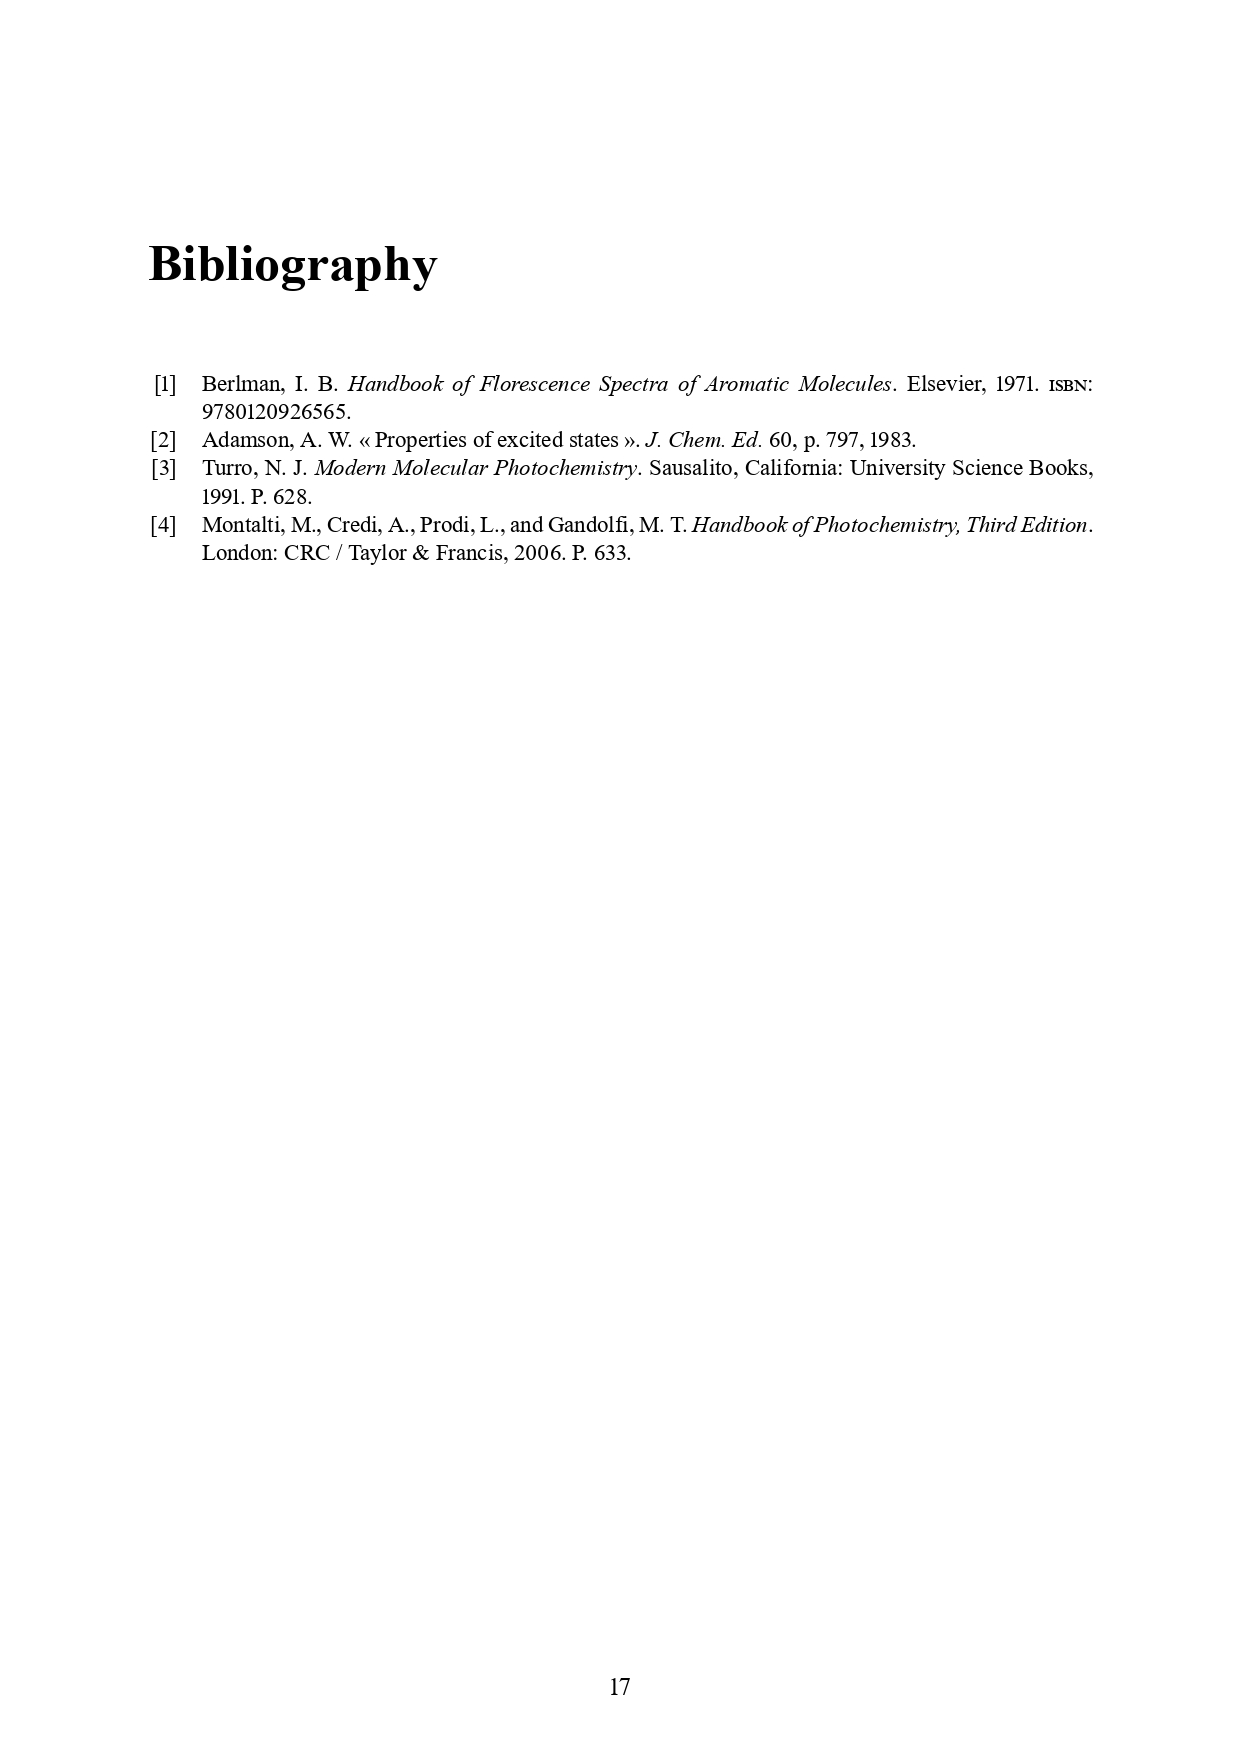 Bibliography
[1] Berlman, I. B. Handbook of Florescence Spectra of Aromatic Molecules. Elsevier, 1971. ISBN:
9780120926565.
[2] Adamson, A. W. « Properties of excited states ». J. Chem. Ed. 60, p. 797, 1983.
[3] Turro, N. J. Modern Molecular Photochemistry. Sausalito, California: University Science Books,
1991. P. 628.
[4] Montalti, M., Credi, A., Prodi, L., and Gandolfi, M. T. Handbook of Photochemistry, Third Edition.
London: CRC / Taylor & Francis, 2006. P. 633.
17